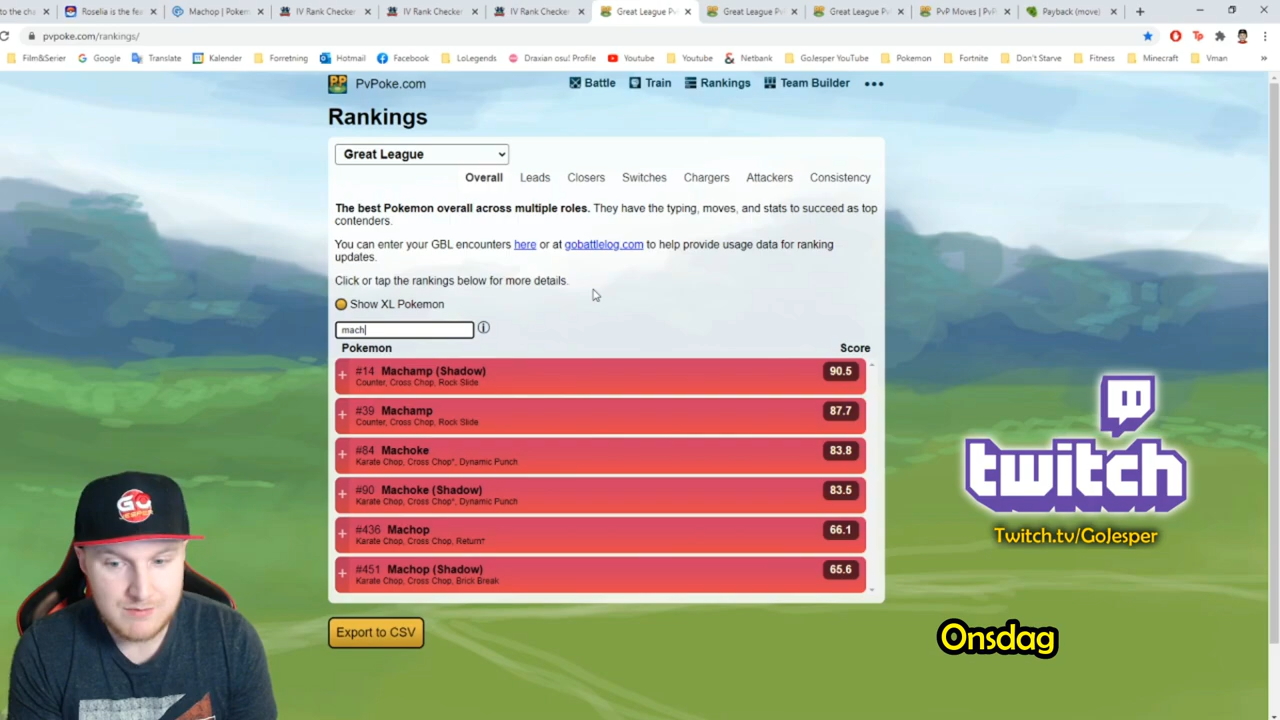 to the cha
Roselia is the fea
Machop | Pokem
IV Rank Checker
IV Rank Checker
IV Rank Checker
Great League Pv
Great League Pv
Great League Pv
PvP Moves | PvP
Payback (move)
pvpoke.com/rankings/
Film&Serier
Google
Translate
Kalender
Forretning
Hotmail
Facebook
LoLegends
Draxian osu! Profile
Youtube
Youtube
Netbank
GoJesper YouTube
Pokemon
Fortnite
Don't Starve
Fitness
Minecraft
Vman
PvPoke.com
Battle
Train
Rankings
Team Builder
Rankings
Great League
Overall
Leads
Closers
Switches
Chargers
Attackers
Consistency
The best Pokemon overall across multiple roles. They have the typing, moves, and stats to succeed as top
contenders.
You can enter your GBL encounters here or at gobattlelog.com to help provide usage data for ranking
updates.
Click or tap the rankings below for more details.
Show XL Pokemon
mach
Pokemon
Score
#14 Machamp (Shadow)
90.5
Counter, Cross Chop, Rock Slide
#39 Machamp
87.7
Counter, Cross Chop, Rock Slide
#84 Machoke
83.8
Karate Chop, Cross Chop*, Dynamic Punch
#90 Machoke (Shadow)
83.5
Karate Chop, Cross Chop*, Dynamic Punch
#436 Machop
66.1
Karate Chop, Cross Chop, Return†
#451 Machop (Shadow)
65.6
Karate Chop, Cross Chop, Brick Break
Export to CSV
twitch
Twitch.tv/GoJesper
Onsdag
GO
JESPER